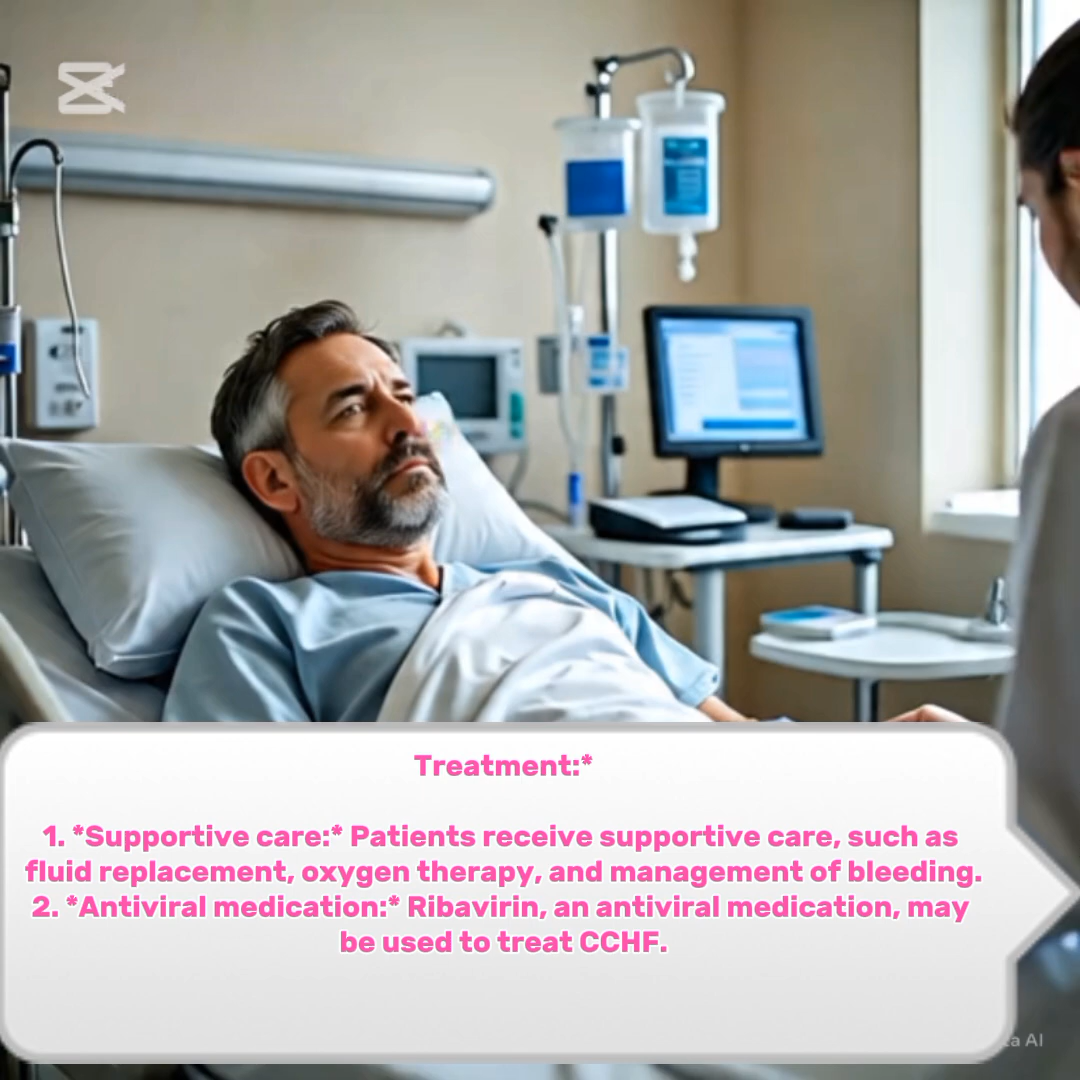 Treatment:*
1. *Supportive care:* Patients receive supportive care, such as
fluid replacement, oxygen therapy, and management of bleeding.
2. *Antiviral medication:* Ribavirin, an antiviral medication, may
be used to treat CCHF.
AI